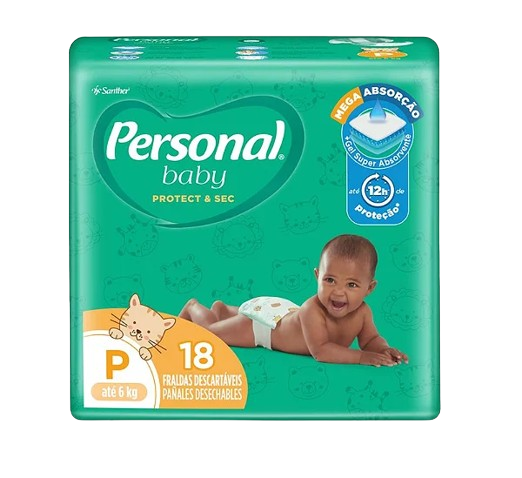 P
Santher®
Personal®
baby
PROTECT & SEC
MEGA ABSORÇÃO
+Gel Super Absorvente
até 12h de
proteção*
P
até 6 kg
18
FRALDAS DESCARTÁVEIS
PAÑALES DESECHABLES